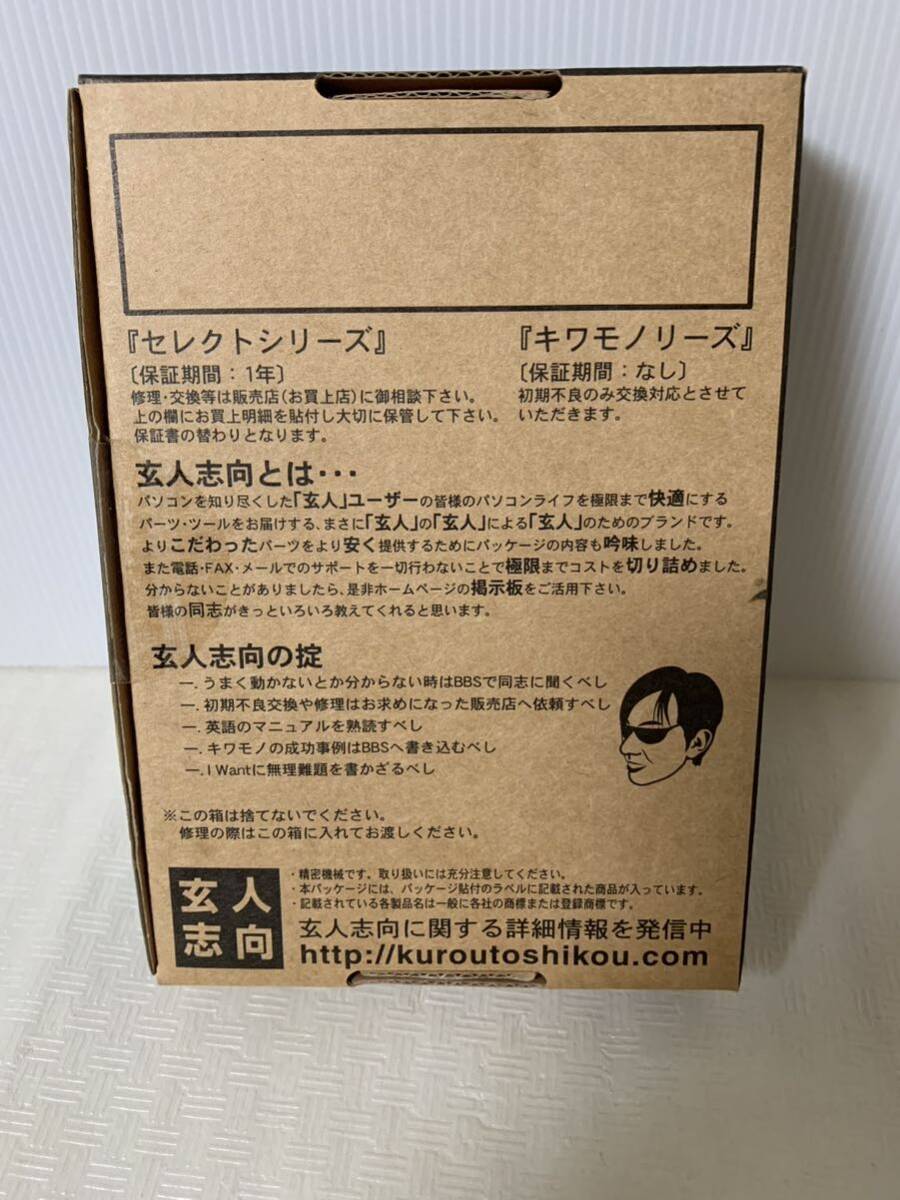 『セレクトシリーズ』
〔保証期間：1年〕
修理・交換等は販売店（お買上店）に御相談下さい。
上の欄にお買上明細を貼付し大切に保管して下さい。
保証書の替わりとなります。
『キワモノリーズ』
〔保証期間：なし〕
初期不良のみ交換対応とさせて
いただきます。
玄人志向とは・・・
パソコンを知り尽くした「玄人」ユーザーの皆様のパソコンライフを極限まで快適にする
パーツ・ツールをお届けする、まさに「玄人」の「玄人」による「玄人」のためのブランドです。
よりこだわったパーツをより安く提供するためにパッケージの内容も吟味しました。
また電話・FAX・メールでのサポートを一切行わないことで極限までコストを切り詰めました。
分からないことがありましたら、是非ホームページの掲示板をご活用下さい。
皆様の同志がきっといろいろ教えてくれると思います。
玄人志向の掟
一. うまく動かないとか分からない時はBBSで同志に聞くべし
一. 初期不良交換や修理はお求めになった販売店へ依頼すべし
一. 英語のマニュアルを熟読すべし
一. キワモノの成功事例はBBSへ書き込むべし
一. I Wantに無理難題を書かざるべし
※この箱は捨てないでください。
修理の際はこの箱に入れてお渡しください。
玄人
志向
・精密機械です。取り扱いには充分注意してください。
・本パッケージには、パッケージ貼付のラベルに記載された商品が入っています。
・記載されている各製品名は一般に各社の商標または登録商標です。
玄人志向に関する詳細情報を発信中
http://kuroutoshikou.com